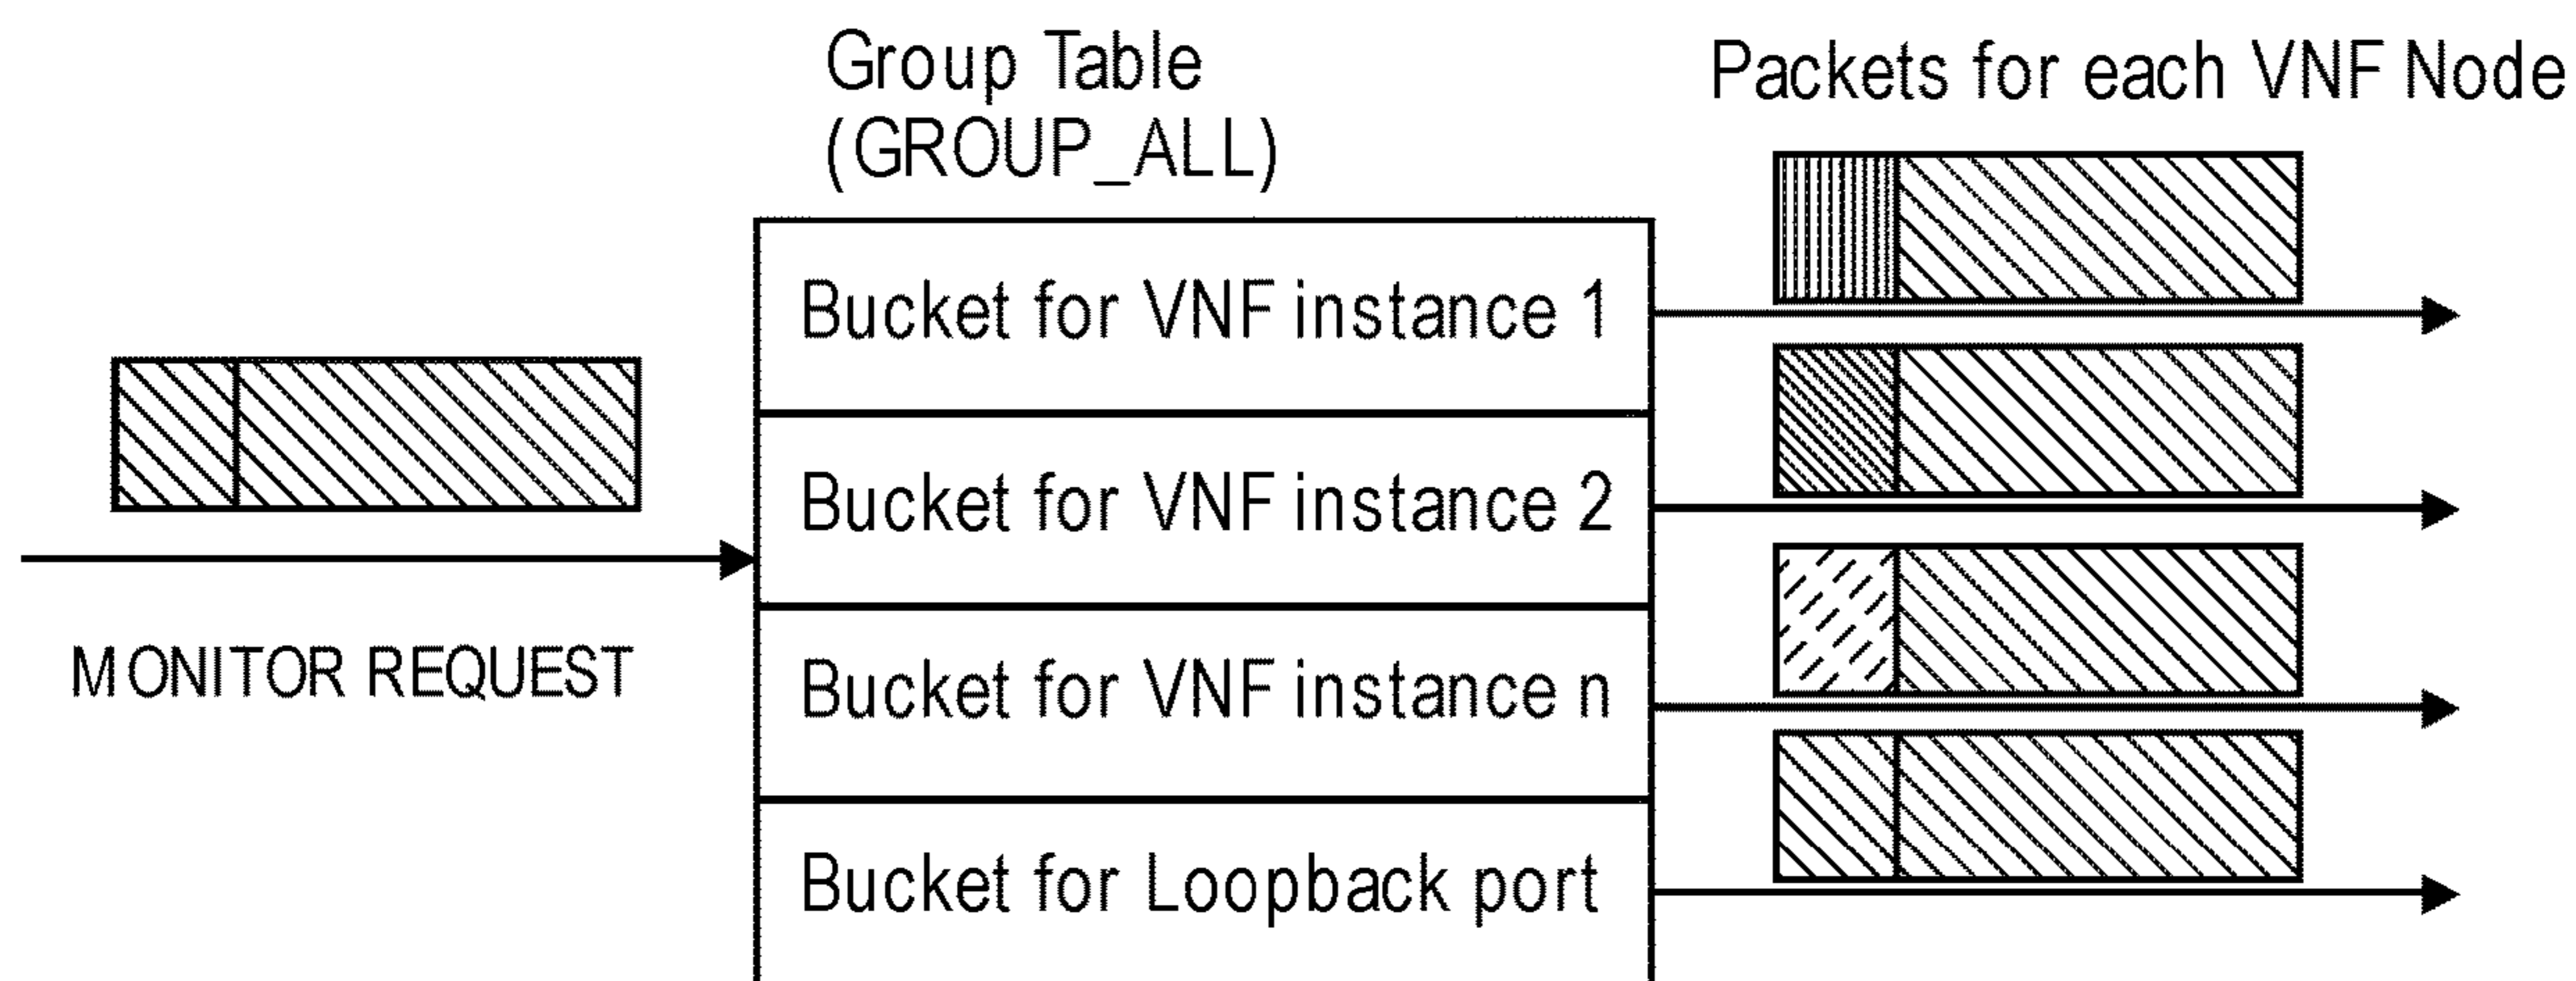 Group Table
(GROUP_ALL)
Packets for each VNF Node
Bucket for VNF instance 1
Bucket for VNF instance 2
MONITOR REQUEST
Bucket for VNF instance n
Bucket for Loopback port